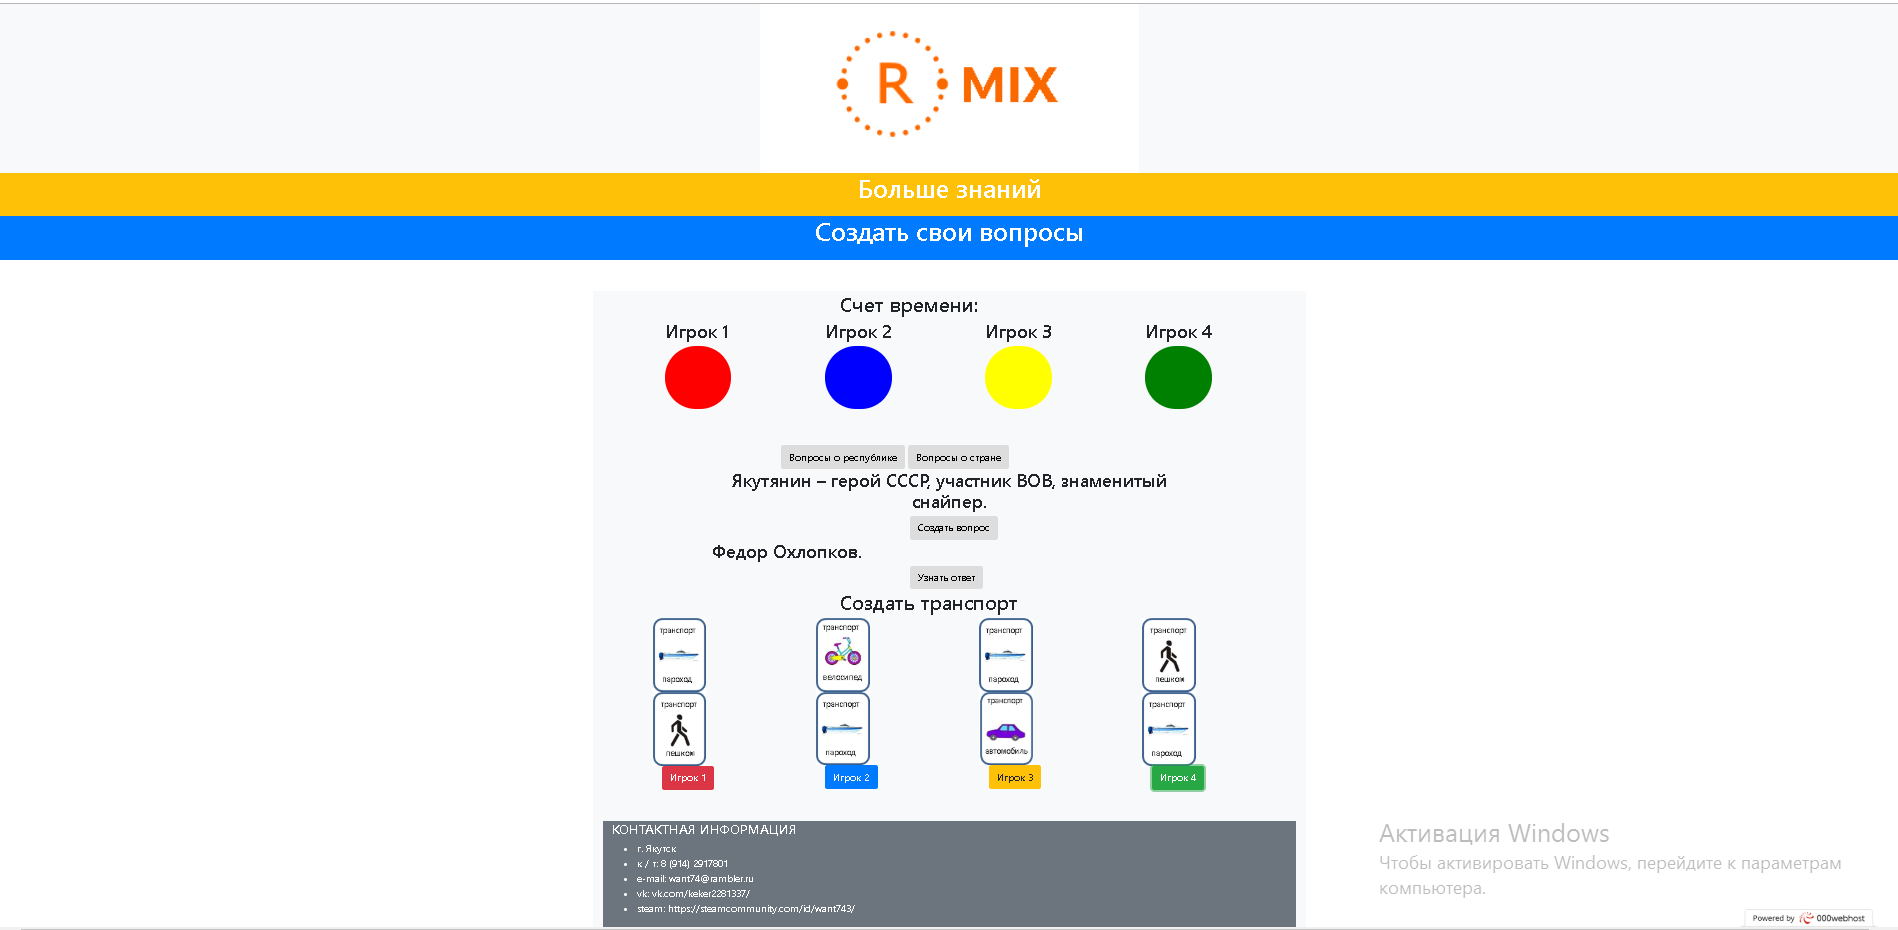 R MIX
Больше знаний
Создать свои вопросы
Счет времени:
Игрок 1 Игрок 2 Игрок 3 Игрок 4
Вопросы о республике Вопросы о стране
Якутянин – герой СССР, участник ВОВ, знаменитый
снайпер.
Создать вопрос
Федор Охлопков.
Узнать ответ
Создать транспорт
транспорт транспорт транспорт транспорт
пароход велосипед пароход пешком
транспорт транспорт транспорт транспорт
пешком пароход автомобиль пароход
Игрок 1 Игрок 2 Игрок 3 Игрок 4
КОНТАКТНАЯ ИНФОРМАЦИЯ
г. Якутск
к / т: 8 (914) 2917801
e-mail: want74@rambler.ru
vk: vk.com/keker2281337/
steam: https://steamcommunity.com/id/want743/
Активация Windows
Чтобы активировать Windows, перейдите к параметрам
компьютера.
Powered by 000webhost